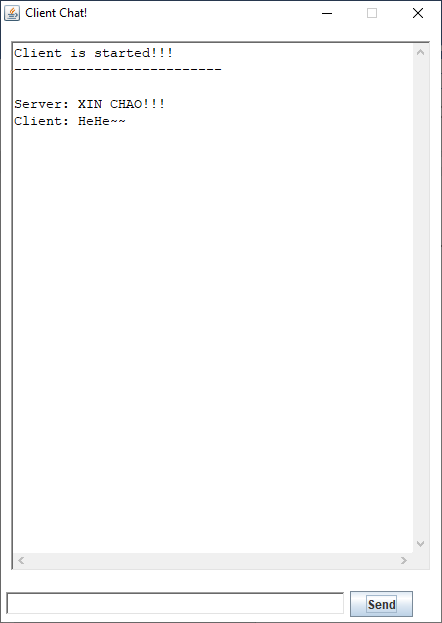 Client Chat!
Client is started!!!
--------------------------
Server: XIN CHAO!!!
Client: HeHe~~
Send